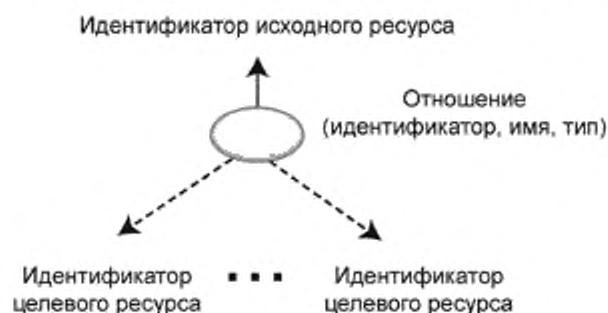 Идентификатор исходного ресурса
Отношение
(идентификатор, имя, тип)
Идентификатор
целевого ресурса
Идентификатор
целевого ресурса